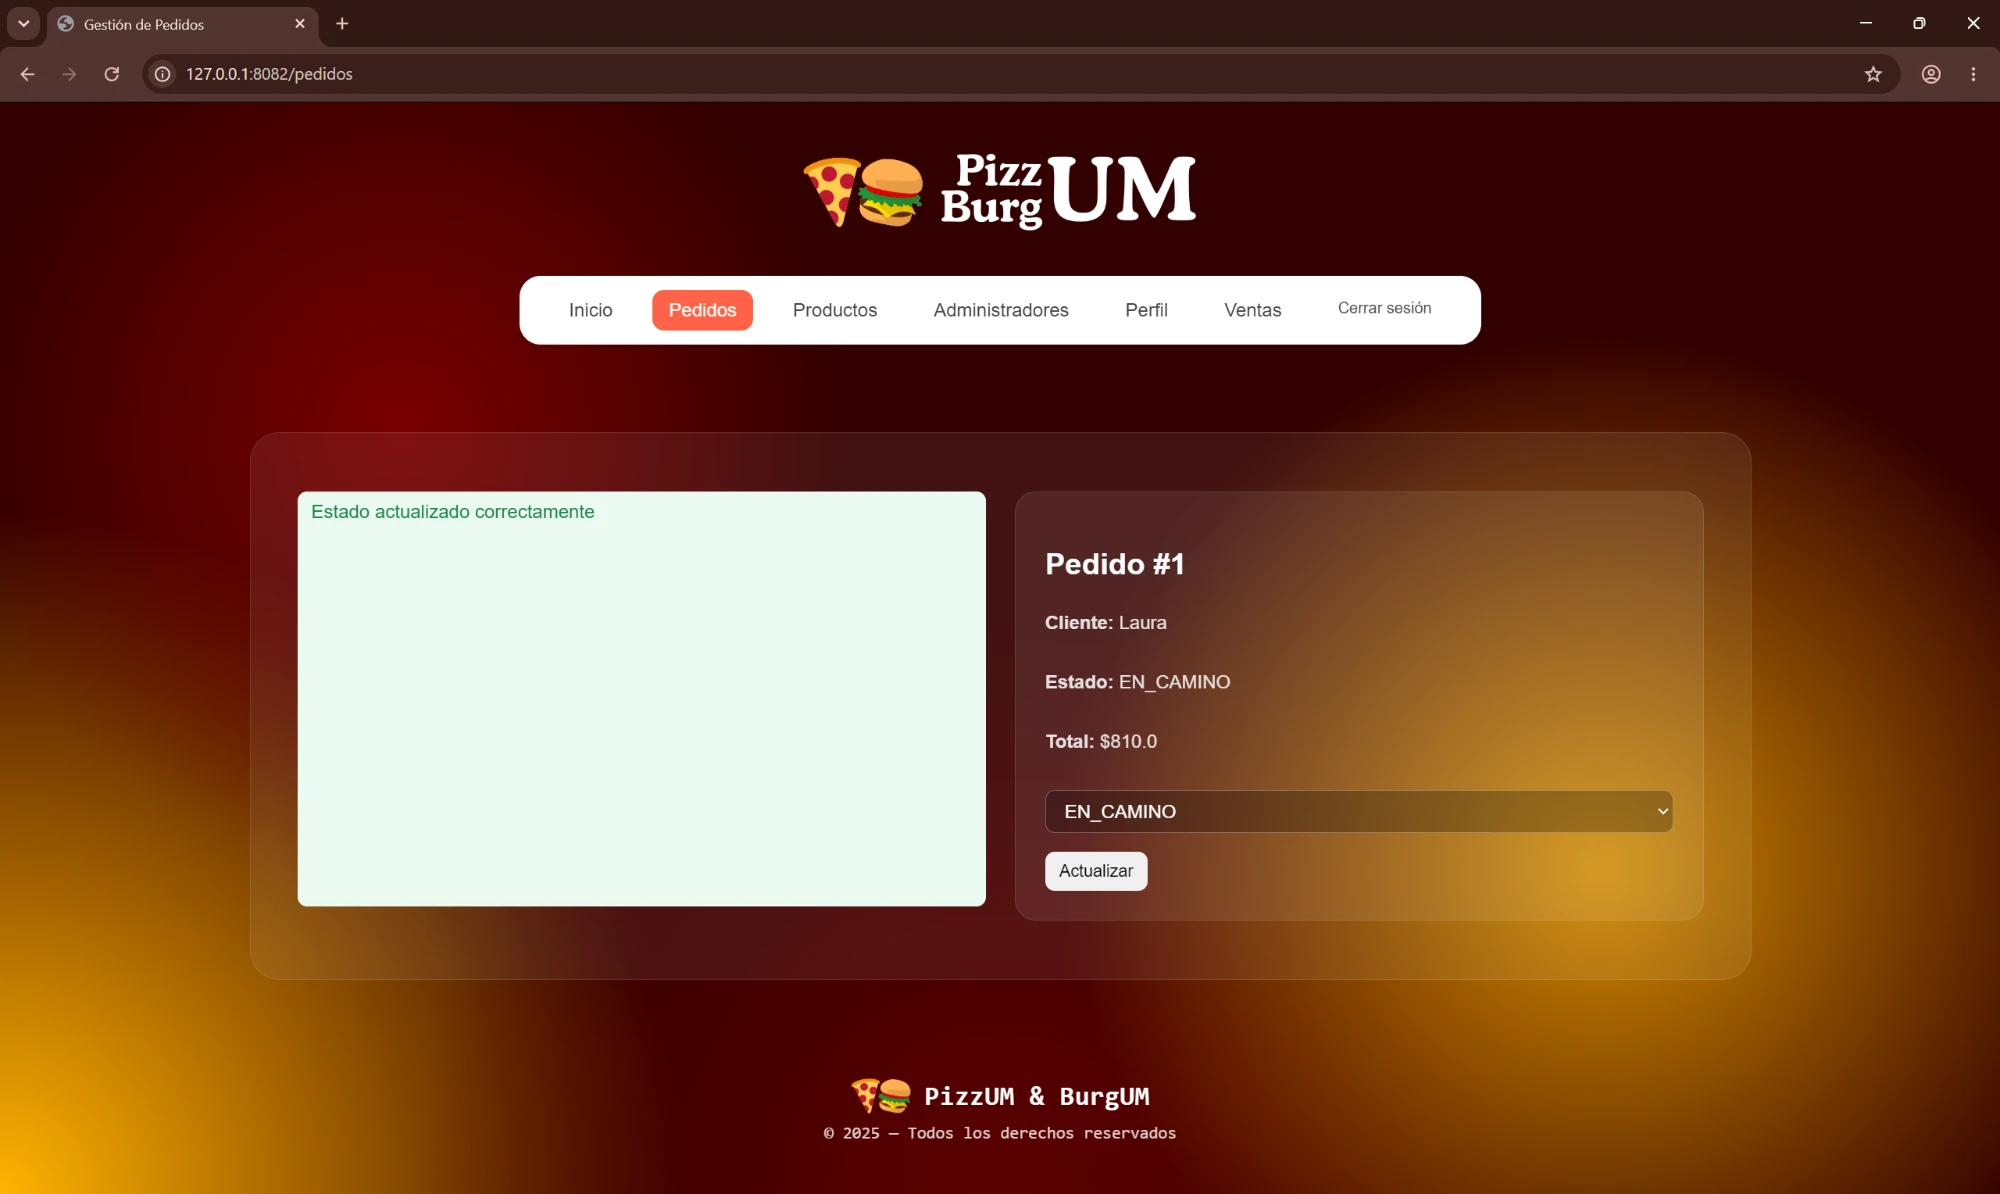 Gestión de Pedidos
127.0.0.1:8082/pedidos
Pizz
Burg UM
Inicio Pedidos Productos Administradores Perfil Ventas Cerrar sesión
Estado actualizado correctamente
Pedido #1
Cliente: Laura
Estado: EN_CAMINO
Total: $810.0
EN_CAMINO
Actualizar
PizzUM & BurgUM
© 2025 — Todos los derechos reservados